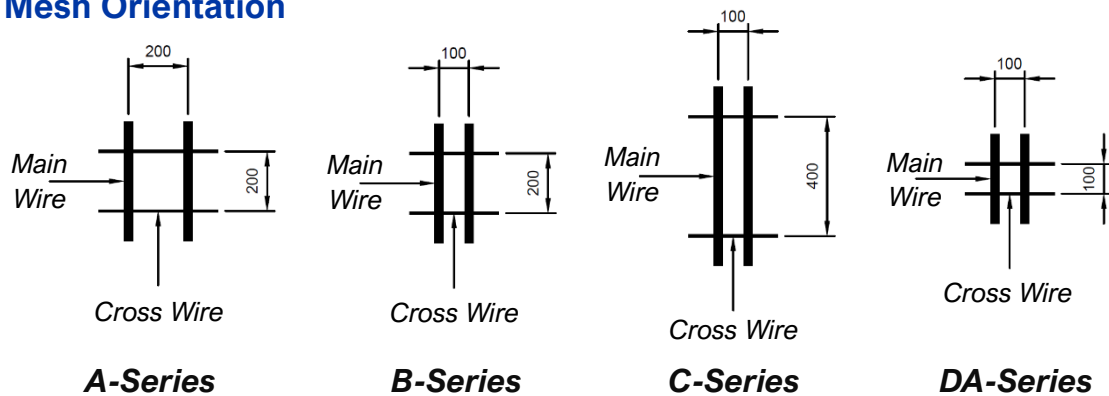 Mesh Orientation
200
200
Main
Wire
Cross Wire
A-Series
100
200
Main
Wire
Cross Wire
B-Series
100
400
Main
Wire
Cross Wire
C-Series
100
100
Main
Wire
Cross Wire
DA-Series